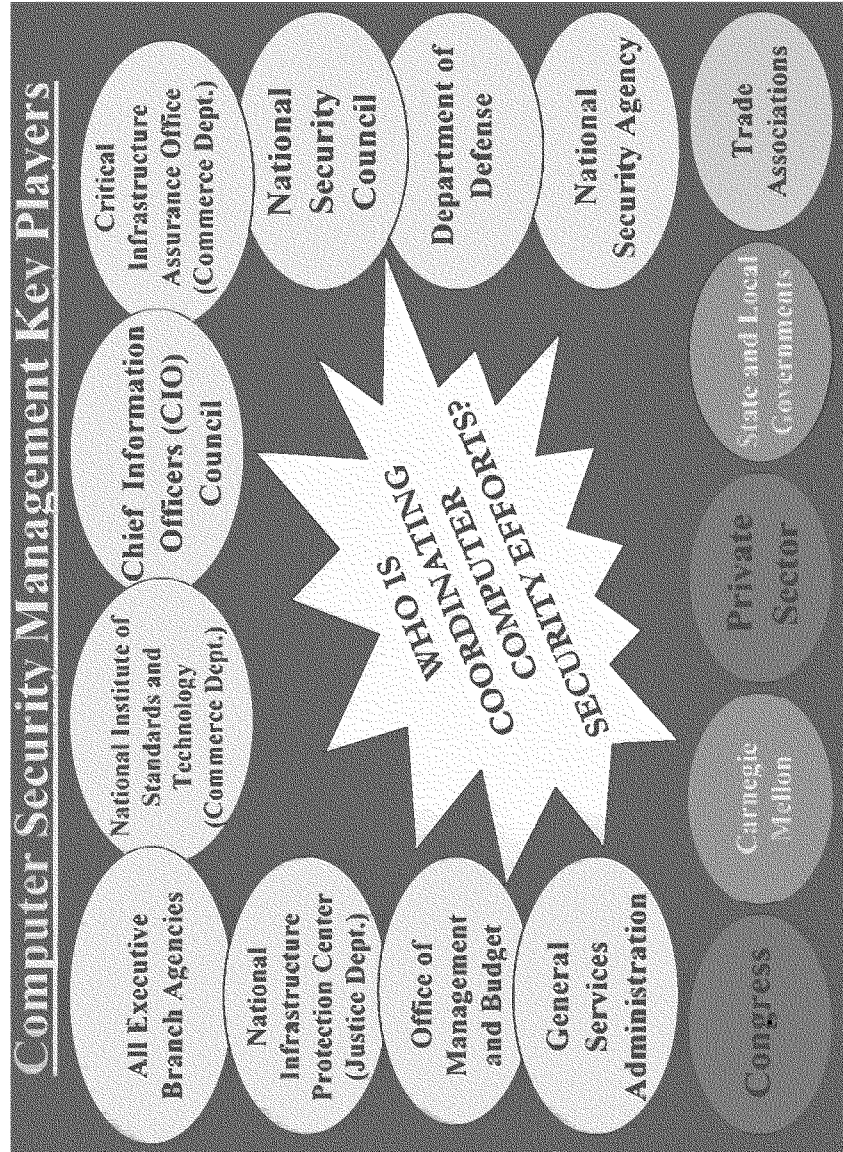 Computer Security Management Key Players
All Executive
Branch Agencies
National Institute of
Standards and
Technology
(Commerce Dept.)
Chief Information
Officers (CIO)
Council
Critical
Infrastructure
Assurance Office
(Commerce Dept.)
National
Infrastructure
Protection Center
(Justice Dept.)
National
Security
Council
Office of
Management
and Budget
Department of
Defense
General
Services
Administration
National
Security Agency
WHO IS
COORDINATING
COMPUTER
SECURITY EFFORTS?
Congress
Carnegie
Mellon
Private
Sector
State and Local
Governments
Trade
Associations